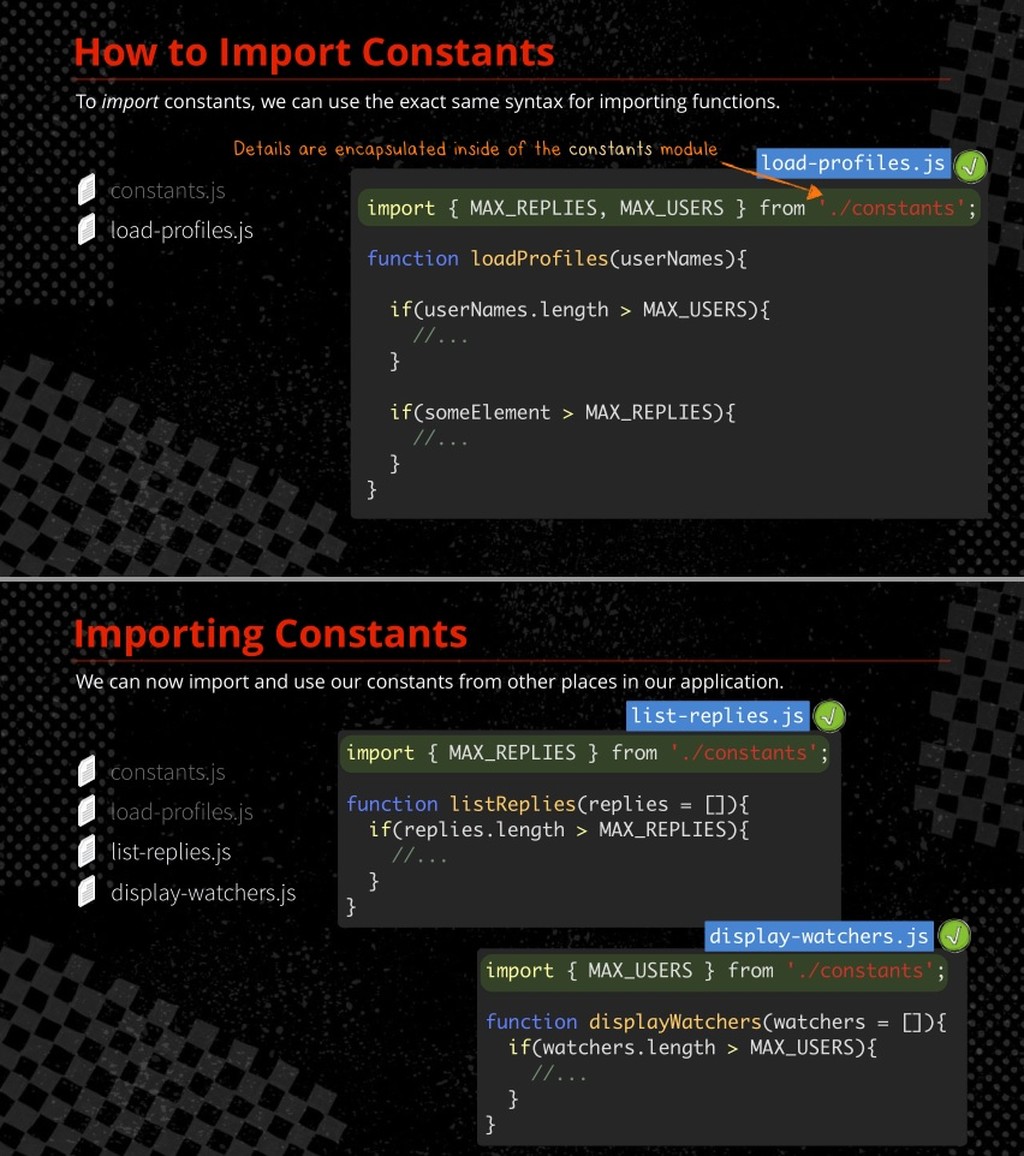 How to Import Constants
To import constants, we can use the exact same syntax for importing functions.
Details are encapsulated inside of the constants module
load-profiles.js
constants.js
load-profiles.js
import { MAX_REPLIES, MAX_USERS } from './constants';
function loadProfiles(userNames){
if(userNames.length > MAX_USERS){
//...
}
if(someElement > MAX_REPLIES){
//...
}
}
Importing Constants
We can now import and use our constants from other places in our application.
list-replies.js
constants.js
load-profiles.js
list-replies.js
display-watchers.js
import { MAX_REPLIES } from './constants';
function listReplies(replies = []){
if(replies.length > MAX_REPLIES){
//...
}
}
display-watchers.js
import { MAX_USERS } from './constants';
function displayWatchers(watchers = []){
if(watchers.length > MAX_USERS){
//...
}
}